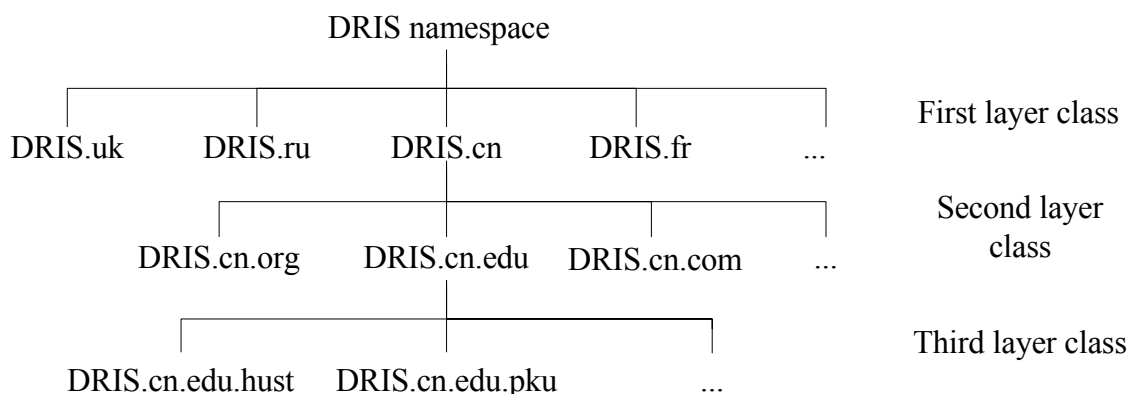 DRIS namespace
First layer class
DRIS.uk
DRIS.ru
DRIS.cn
DRIS.fr
...
Second layer
class
DRIS.cn.org
DRIS.cn.edu
DRIS.cn.com
...
Third layer class
DRIS.cn.edu.hust
DRIS.cn.edu.pku
...